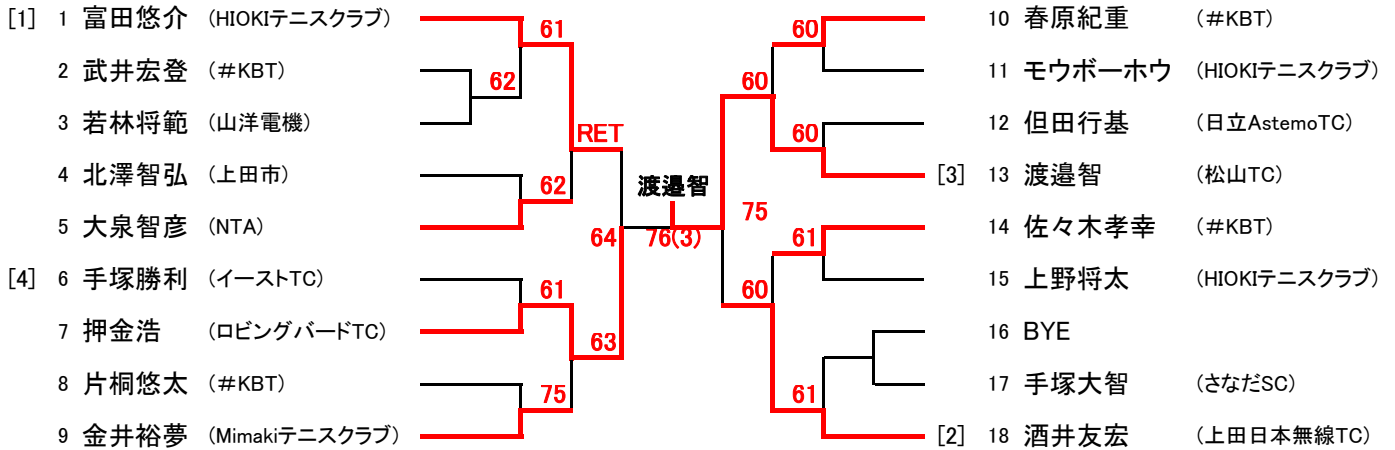 [1] 1 富田悠介 (HIOKIテニスクラブ)
2 武井宏登 (#KBT)
3 若林将範 (山洋電機)
4 北澤智弘 (上田市)
5 大泉智彦 (NTA)
[4] 6 手塚勝利 (イーストTC)
7 押金浩 (ロビングバードTC)
8 片桐悠太 (#KBT)
9 金井裕夢 (Mimakiテニスクラブ)
61
62
RET
62
64
61
63
75
渡邉智
76(3)
60
60
60
75
61
60
61
10 春原紀重 (#KBT)
11 モウボーホウ (HIOKIテニスクラブ)
12 但田行基 (日立AstemoTC)
[3] 13 渡邉智 (松山TC)
14 佐々木孝幸 (#KBT)
15 上野将太 (HIOKIテニスクラブ)
16 BYE
17 手塚大智 (さなだSC)
[2] 18 酒井友宏 (上田日本無線TC)